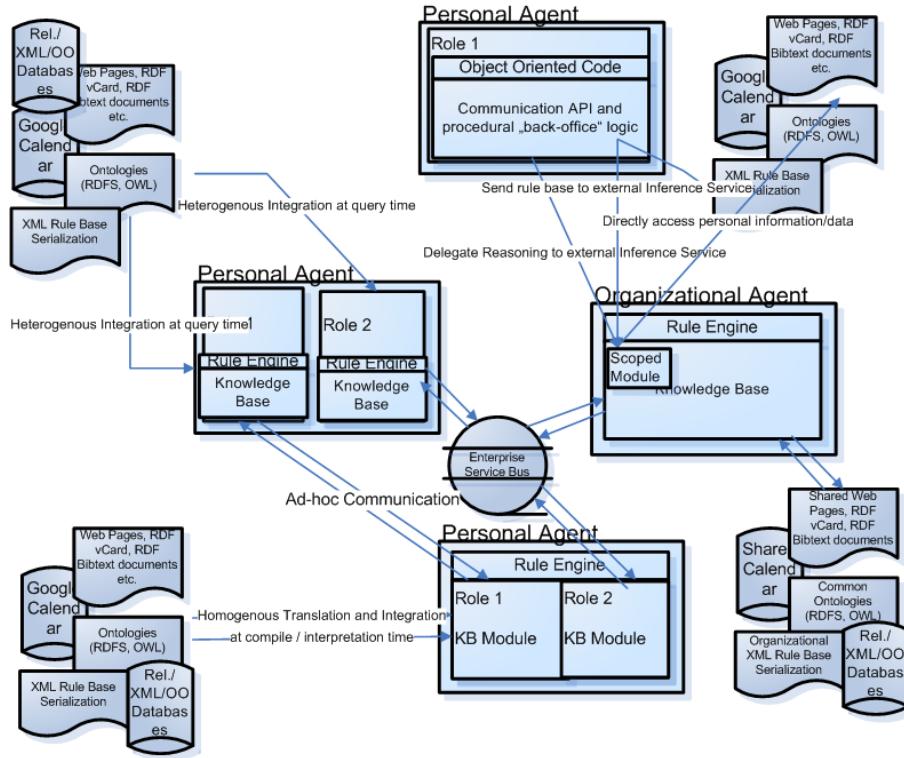 Rel./
XML/OO
Databas
es
Web Pages, RDF
vCard, RDF
Bibtext documents
etc.
Googl
Calend
ar
Ontologies
(RDFS, OWL)
XML Rule Base
Serialization
Personal Agent
Role 1
Object Oriented Code
Communication API and
procedural „back-office“ logic
Web Pages, RDF
vCard, RDF
Bibtext documents
etc.
Google
Calend
ar
Ontologies
(RDFS, OWL)
XML Rule Base
Serialization
Send rule base to external Inference Service
Directly access personal information/data
Delegate Reasoning to external Inference Service
Heterogenous Integration at query time
Heterogenous Integration at query time
Personal Agent
Role 2
Rule Engine
Knowledge
Base
Rule Engine
Knowledge
Base
Organizational Agent
Rule Engine
Scoped
Module
Knowledge Base
Enterprise
Service Bus
Ad-hoc Communication
Personal Agent
Rule Engine
Role 1
KB Module
Role 2
KB Module
Web Pages, RDF
vCard, RDF
Bibtext documents
etc.
Google
Calend
ar
Ontologies
(RDFS, OWL)
XML Rule Base
Serialization
Rel./
XML/OO
Databas
es
Homogenous Translation and Integration
at compile / interpretation time
Shared Web
Pages, RDF
vCard, RDF
Bibtext documents
Share
Calend
ar
Common
Ontologies
(RDFS, OWL)
Organizational
XML Rule Base
Serialization
Rel./
XML/OO
Databas
es